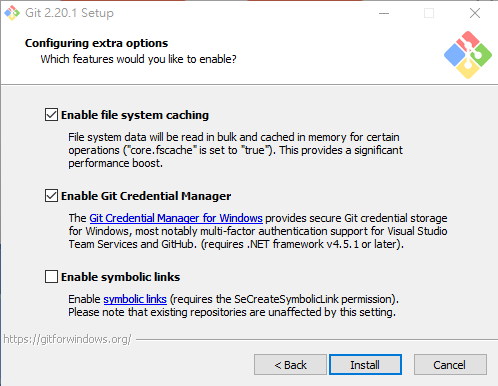 Git 2.20.1 Setup
Configuring extra options
Which features would you like to enable?
Enable file system caching
File system data will be read in bulk and cached in memory for certain
operations ("core.fscache" is set to "true"). This provides a significant
performance boost.
Enable Git Credential Manager
The Git Credential Manager for Windows provides secure Git credential storage
for Windows, most notably multi-factor authentication support for Visual Studio
Team Services and GitHub. (requires .NET framework v4.5.1 or later).
Enable symbolic links
Enable symbolic links (requires the SeCreateSymbolicLink permission).
Please note that existing repositories are unaffected by this setting.
https://gitforwindows.org/
< Back Install Cancel